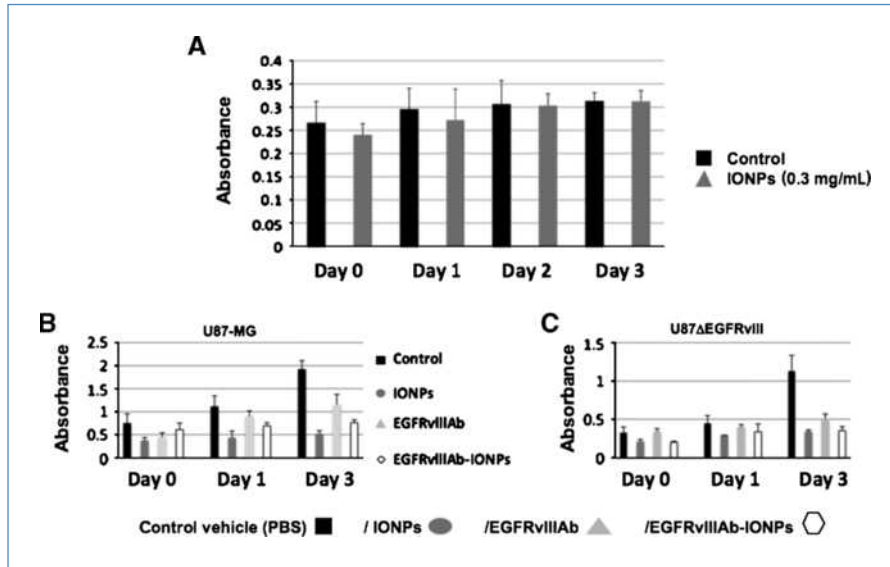 A
Absorbance
0.4
0.35
0.3
0.25
0.2
0.15
0.1
0.05
0
Day 0 Day 1 Day 2 Day 3
Control
IONPs (0.3 mg/mL)
B
U87-MG
Absorbance
2.5
2
1.5
1
0.5
0
Day 0 Day 1 Day 3
Control
IONPs
EGFRvIIIAb
EGFRvIIIAb-IONPs
C
U87ΔEGFRvIII
Absorbance
1.5
1
0.5
0
Day 0 Day 1 Day 3
Control vehicle (PBS) / IONPs /EGFRvIIIAb /EGFRvIIIAb-IONPs